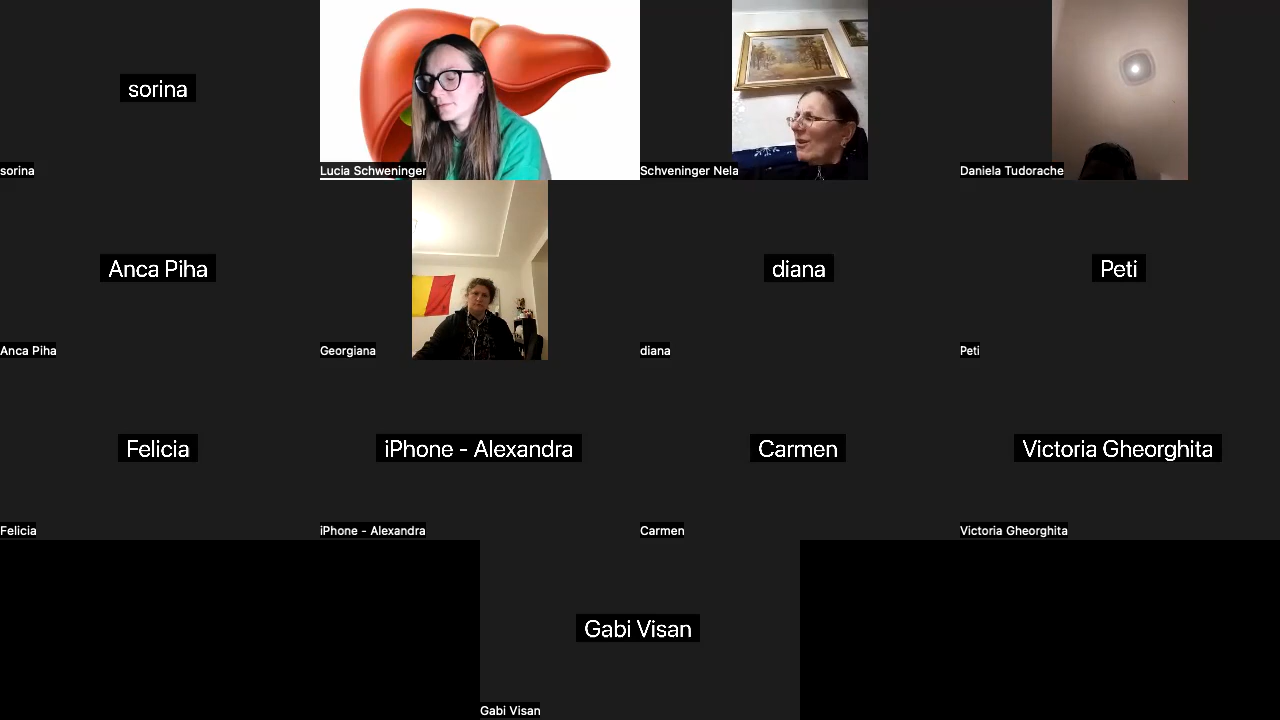 sorina
sorina
Lucia Schweninger
Schveninger Nela
Daniela Tudorache
Anca Piha
diana
Peti
Anca Piha
Georgiana
diana
Peti
Felicia
iPhone - Alexandra
Carmen
Victoria Gheorghita
Felicia
iPhone - Alexandra
Carmen
Victoria Gheorghita
Gabi Visan
Gabi Visan